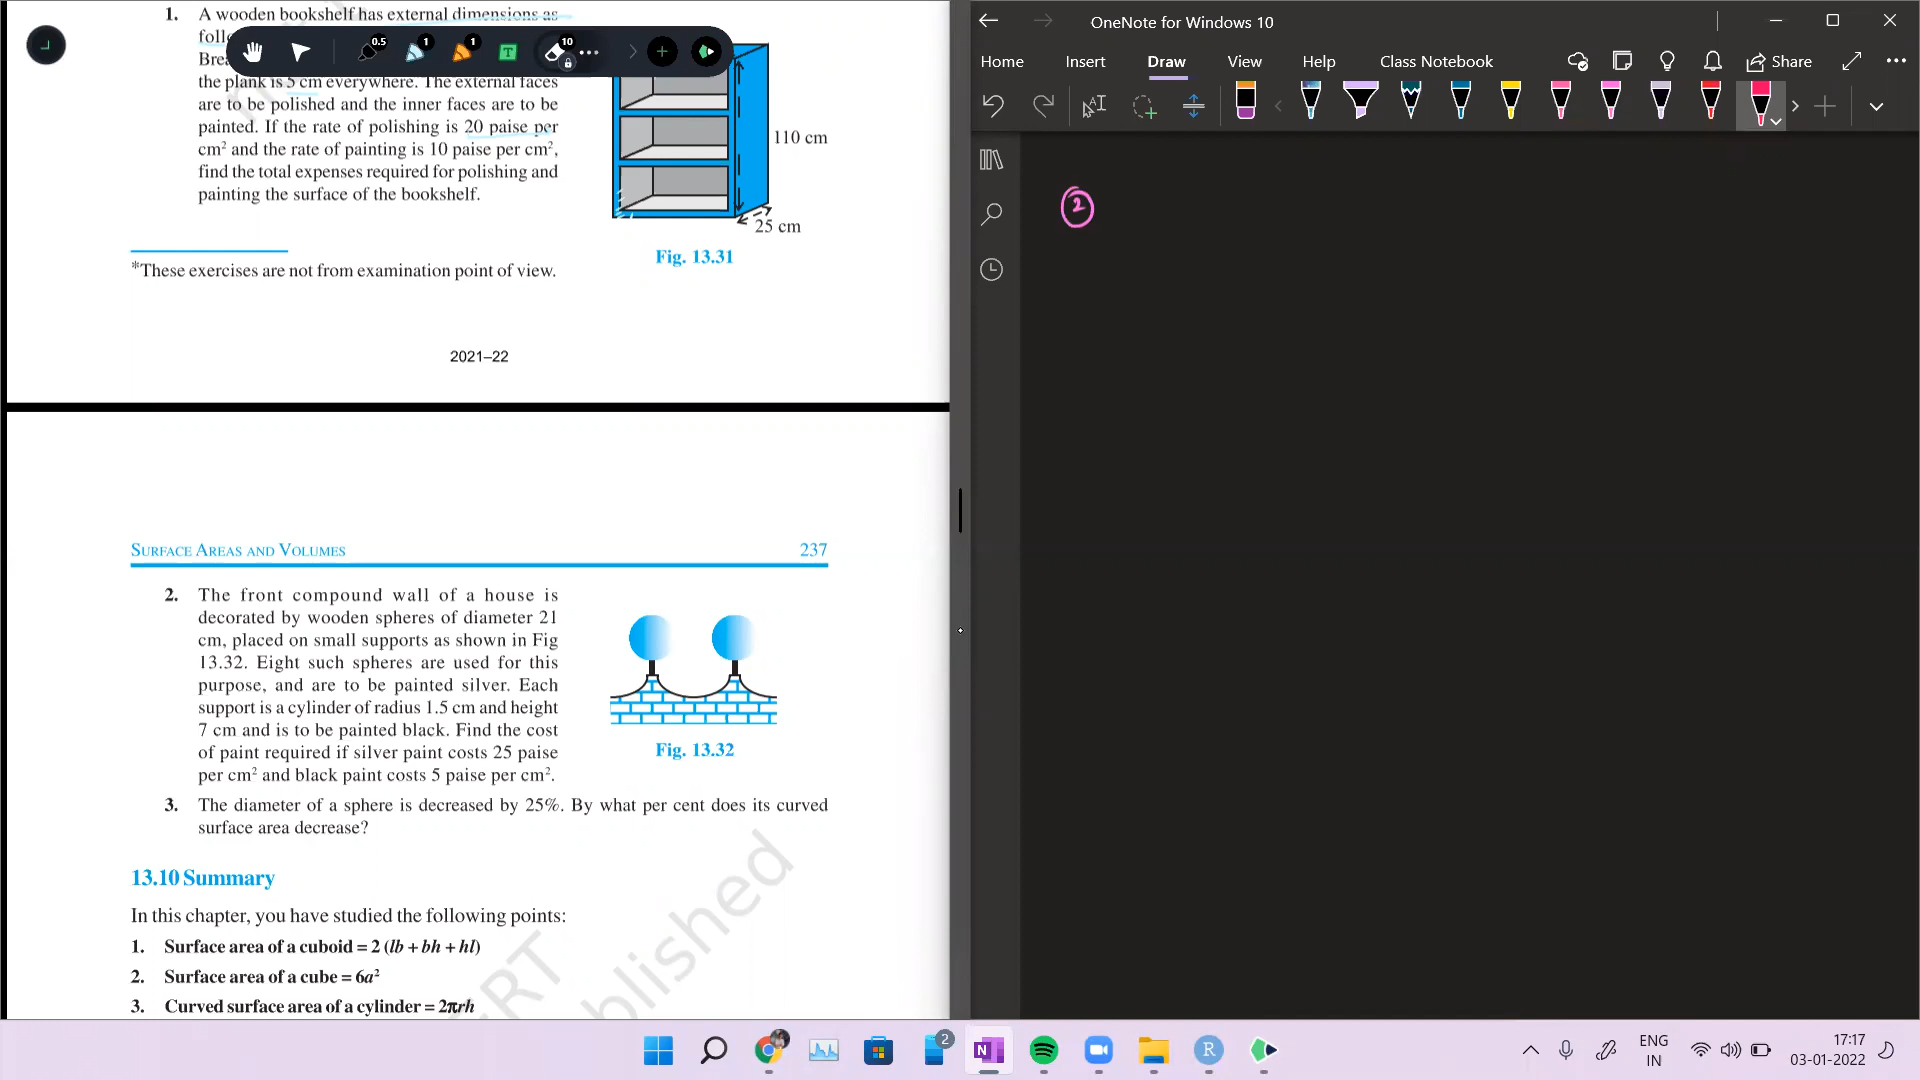 1. A wooden bookshelf has external dimensions as
the plank is 5 cm everywhere. The external faces
are to be polished and the inner faces are to be
painted. If the rate of polishing is 20 paise per
cm² and the rate of painting is 10 paise per cm²,
find the total expenses required for polishing and
painting the surface of the bookshelf.
110 cm
25 cm
Fig. 13.31
*These exercises are not from examination point of view.
2021–22
SURFACE AREAS AND VOLUMES 237
2. The front compound wall of a house is
decorated by wooden spheres of diameter 21
cm, placed on small supports as shown in Fig
13.32. Eight such spheres are used for this
purpose, and are to be painted silver. Each
support is a cylinder of radius 1.5 cm and height
7 cm and is to be painted black. Find the cost
of paint required if silver paint costs 25 paise
per cm² and black paint costs 5 paise per cm².
Fig. 13.32
3. The diameter of a sphere is decreased by 25%. By what per cent does its curved
surface area decrease?
13.10 Summary
In this chapter, you have studied the following points:
1. Surface area of a cuboid = 2 (lb + bh + hl)
2. Surface area of a cube = 6a²
3. Curved surface area of a cylinder = 2πrh
blished
0.5 1 1 T 10
OneNote for Windows 10
Home Insert Draw View Help Class Notebook Share
2
2
N
R
ENG
IN
17:17
03-01-2022